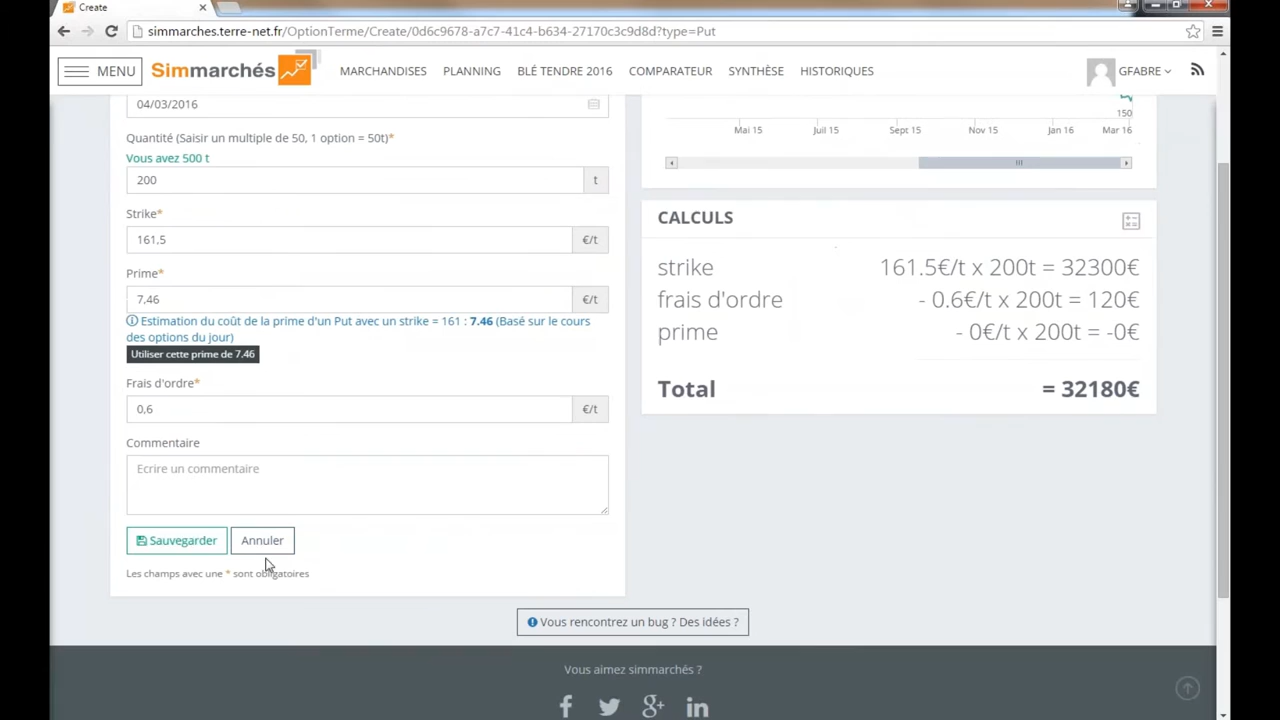 Create
simmarches.terre-net.fr/OptionTerme/Create/0d6c9678-a7c7-41c4-b634-27170c3c9d8d?type=Put
MENU
Simmarchés
MARCHANDISES
PLANNING
BLÉ TENDRE 2016
COMPARATEUR
SYNTHÈSE
HISTORIQUES
GFABRE
04/03/2016
Quantité (Saisir un multiple de 50, 1 option = 50t)*
Vous avez 500 t
200
t
Strike*
161,5
€/t
Prime*
7.46
€/t
Estimation du coût de la prime d'un Put avec un strike = 161 : 7.46 (Basé sur le cours
des options du jour)
Utiliser cette prime de 7.46
Frais d'ordre*
0,6
€/t
Commentaire
Ecrire un commentaire
Sauvegarder
Annuler
Les champs avec une * sont obligatoires
150
Mai 15
Juil 15
Sept 15
Nov 15
Jan 16
Mar 16
CALCULS
strike 161.5€/t x 200t = 32300€
frais d'ordre - 0.6€/t x 200t = 120€
prime - 0€/t x 200t = -0€
Total = 32180€
Vous rencontrez un bug ? Des idées ?
Vous aimez simmarchés ?